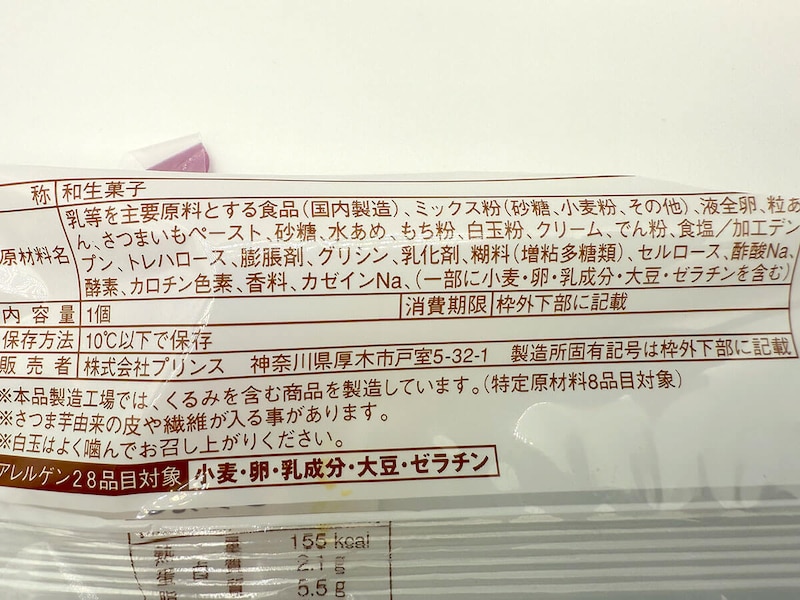 称 和生菓子
原材料名 乳等を主要原料とする食品(国内製造)、ミックス粉(砂糖、小麦粉、その他)、液全卵、粒あ
ん、さつまいもペースト、砂糖、水あめ、もち粉、白玉粉、クリーム、でん粉、食塩/加工デン
プン、トレハロース、膨脹剤、グリシン、乳化剤、糊料(増粘多糖類)、セルロース、酢酸Na、
酵素、カロチン色素、香料、カゼインNa、(一部に小麦・卵・乳成分・大豆・ゼラチンを含む)
内容量 1個 消費期限 枠外下部に記載
保存方法 10℃以下で保存
販売者 株式会社プリンス 神奈川県厚木市戸室5-32-1 製造所固有記号は枠外下部に記載
※本品製造工場では、くるみを含む商品を製造しています。(特定原材料8品目対象)
※さつま芋由来の皮や繊維が入る事があります。
※白玉はよく噛んでお召し上がりください。
アレルゲン28品目対象 小麦・卵・乳成分・大豆・ゼラチン
熱量 155 kcal
蛋白質 2.1 g
脂質 5.5 g